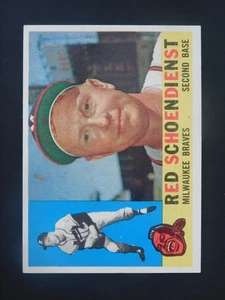 RED SCHOENDIENST
MILWAUKEE BRAVES
SECOND BASE